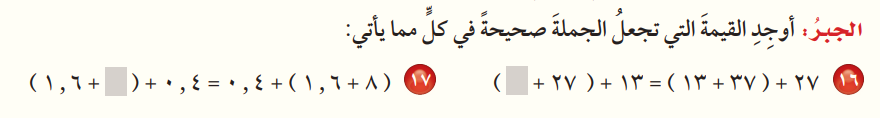 الجبرُ: أوجِدِ القيمةَ التي تجعلُ الجملةَ صحيحةً في كلٍّ مما يأتي:
١٦ ٢٧ + ( ٣٧ + ١٣ ) = ١٣ + ( ٢٧ + ) ١٧ ( ٨ + ١,٦ ) + ٠,٤ = ٠,٤ + ( + ١,٦ )